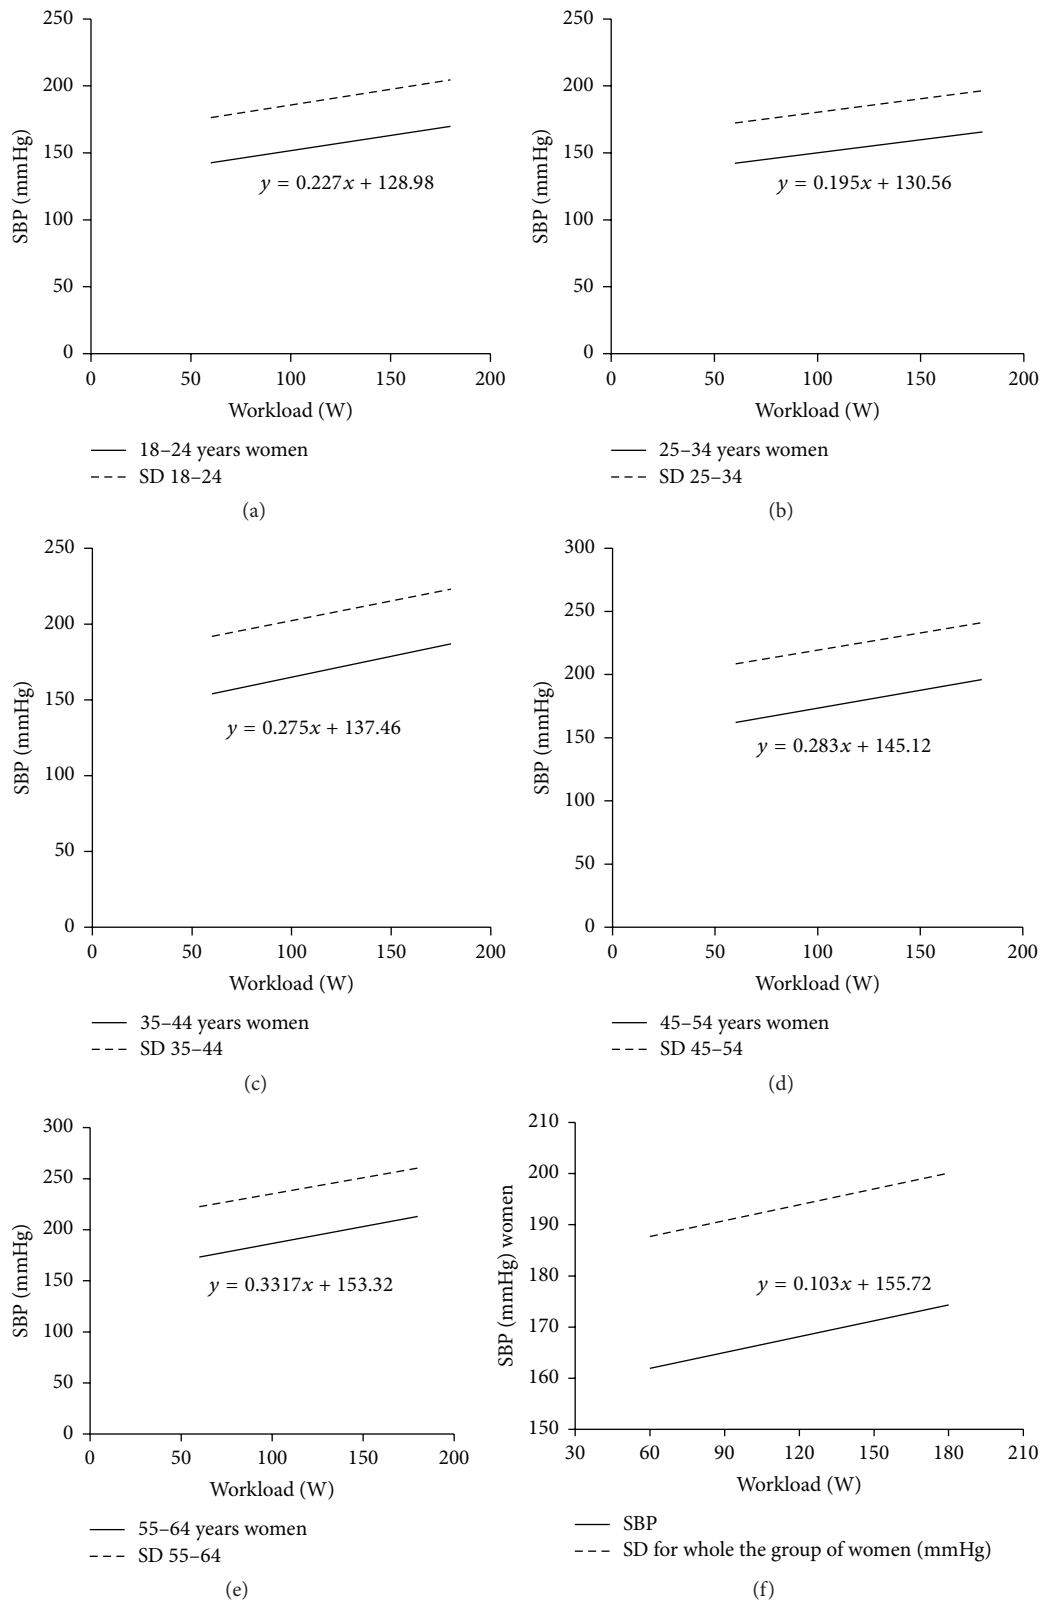 250
200
150
100
50
0
SBP (mmHg)
y = 0.227x + 128.98
0 50 100 150 200
Workload (W)
18–24 years women
SD 18–24
(a)
250
200
150
100
50
0
SBP (mmHg)
y = 0.195x + 130.56
0 50 100 150 200
Workload (W)
25–34 years women
SD 25–34
(b)
250
200
150
100
50
0
SBP (mmHg)
y = 0.275x + 137.46
0 50 100 150 200
Workload (W)
35–44 years women
SD 35–44
(c)
300
250
200
150
100
50
0
SBP (mmHg)
y = 0.283x + 145.12
0 50 100 150 200
Workload (W)
45–54 years women
SD 45–54
(d)
300
250
200
150
100
50
0
SBP (mmHg)
y = 0.3317x + 153.32
0 50 100 150 200
Workload (W)
55–64 years women
SD 55–64
(e)
210
200
190
180
170
160
150
SBP (mmHg) women
y = 0.103x + 155.72
30 60 90 120 150 180 210
Workload (W)
SBP
SD for whole the group of women (mmHg)
(f)